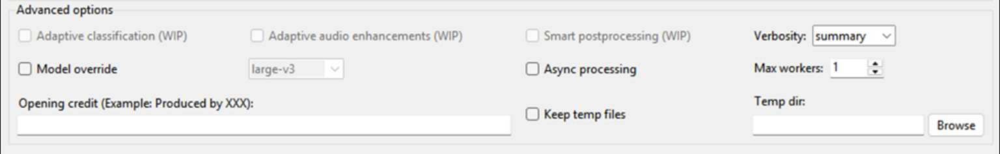 Advanced options
Adaptive classification (WIP) Adaptive audio enhancements (WIP) Smart postprocessing (WIP) Verbosity: summary
Model override large-v3 Async processing Max workers: 1
Opening credit (Example: Produced by XXX): Temp dir:
Keep temp files
Browse